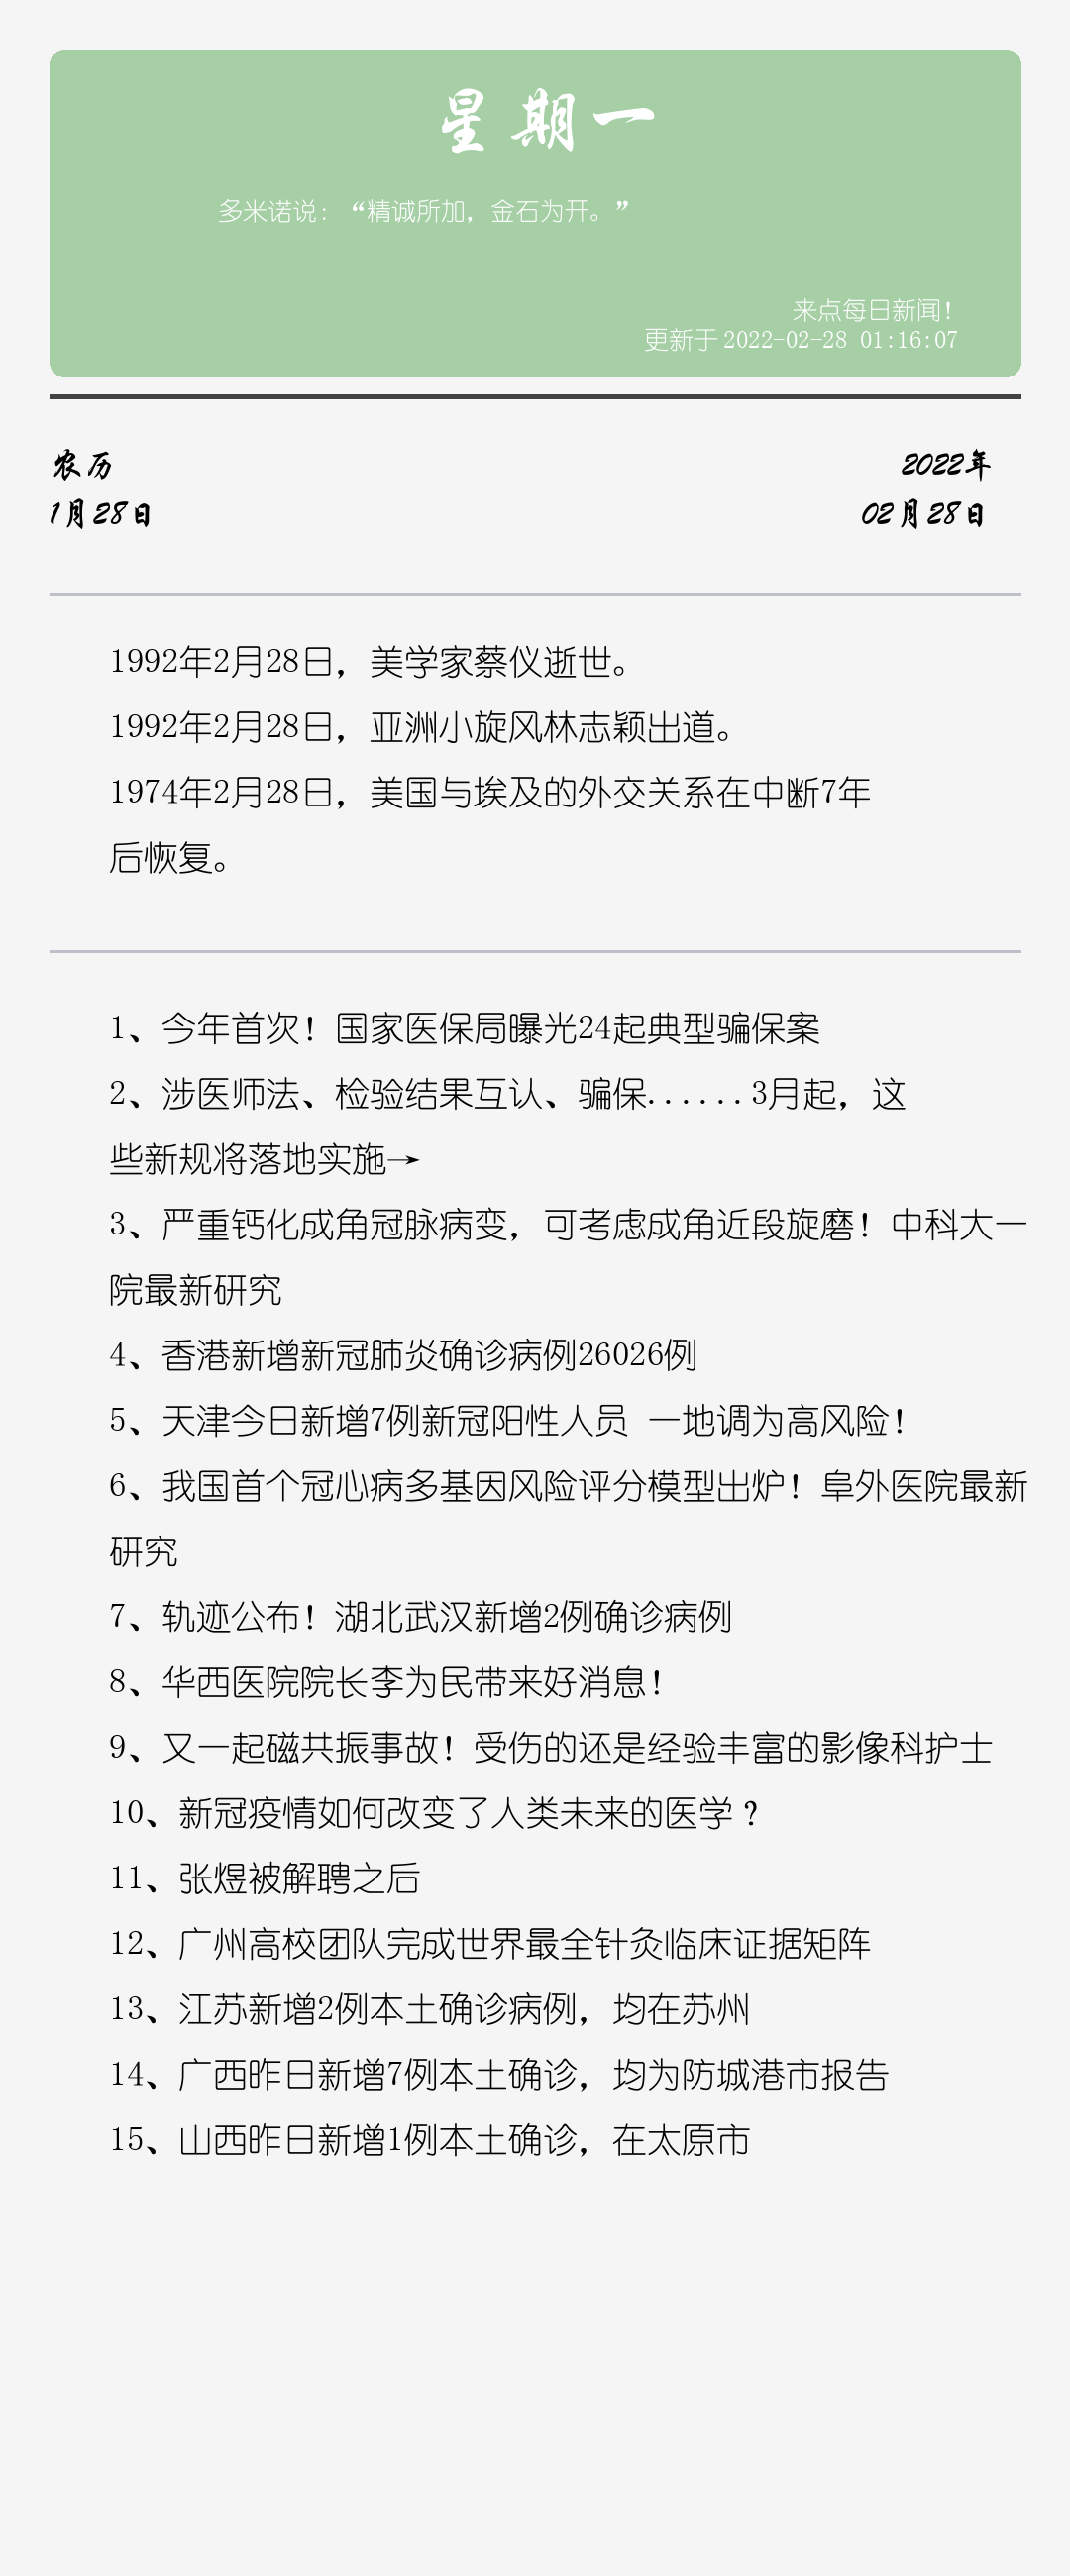 星期一
多米诺说：“精诚所加，金石为开。”
来点每日新闻！
更新于 2022-02-28 01:16:07
农历
2022年
1月28日
02月28日
1992年2月28日，美学家蔡仪逝世。
1992年2月28日，亚洲小旋风林志颖出道。
1974年2月28日，美国与埃及的外交关系在中断7年
后恢复。
1、今年首次！国家医保局曝光24起典型骗保案
2、涉医师法、检验结果互认、骗保......3月起，这
些新规将落地实施→
3、严重钙化成角冠脉病变，可考虑成角近段旋磨！中科大一
院最新研究
4、香港新增新冠肺炎确诊病例26026例
5、天津今日新增7例新冠阳性人员 一地调为高风险！
6、我国首个冠心病多基因风险评分模型出炉！阜外医院最新
研究
7、轨迹公布！湖北武汉新增2例确诊病例
8、华西医院院长李为民带来好消息！
9、又一起磁共振事故！受伤的还是经验丰富的影像科护士
10、新冠疫情如何改变了人类未来的医学？
11、张煜被解聘之后
12、广州高校团队完成世界最全针灸临床证据矩阵
13、江苏新增2例本土确诊病例，均在苏州
14、广西昨日新增7例本土确诊，均为防城港市报告
15、山西昨日新增1例本土确诊，在太原市